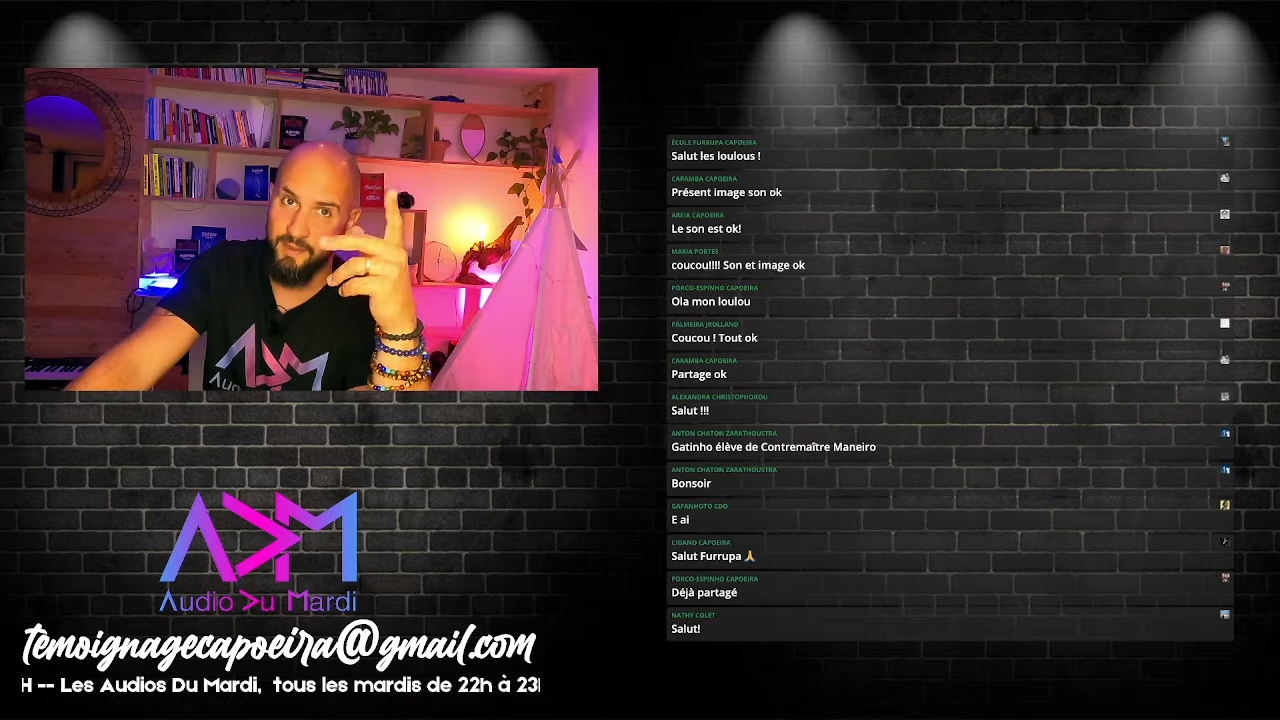 ECOLE FURRUPA CAPOEIRA
Salut les loulous !
CARAMBA CAPOEIRA
Présent image son ok
AREIA CAPOEIRA
Le son est ok!
MARIA PORTES
coucou!!!! Son et image ok
PORCO-ESPINHO CAPOEIRA
Ola mon loulou
PALMEIRA JROLLAND
Coucou ! Tout ok
CARAMBA CAPOEIRA
Partage ok
ALEXANDRA CHRISTOPHOROU
Salut !!!
ANTON CHATON ZARATHOUSTRA
Gatinho élève de Contremaître Maneiro
ANTON CHATON ZARATHOUSTRA
Bonsoir
GAFANHOTO CDO
E ai
CIGANO CAPOEIRA
Salut Furrupa 🙏
PORCO-ESPINHO CAPOEIRA
Déjà partagé
NATHY COLET
Salut!
ADM
Audio Du Mardi
temoignagecapoeira@gmail.com
H -- Les Audios Du Mardi, tous les mardis de 22h à 23